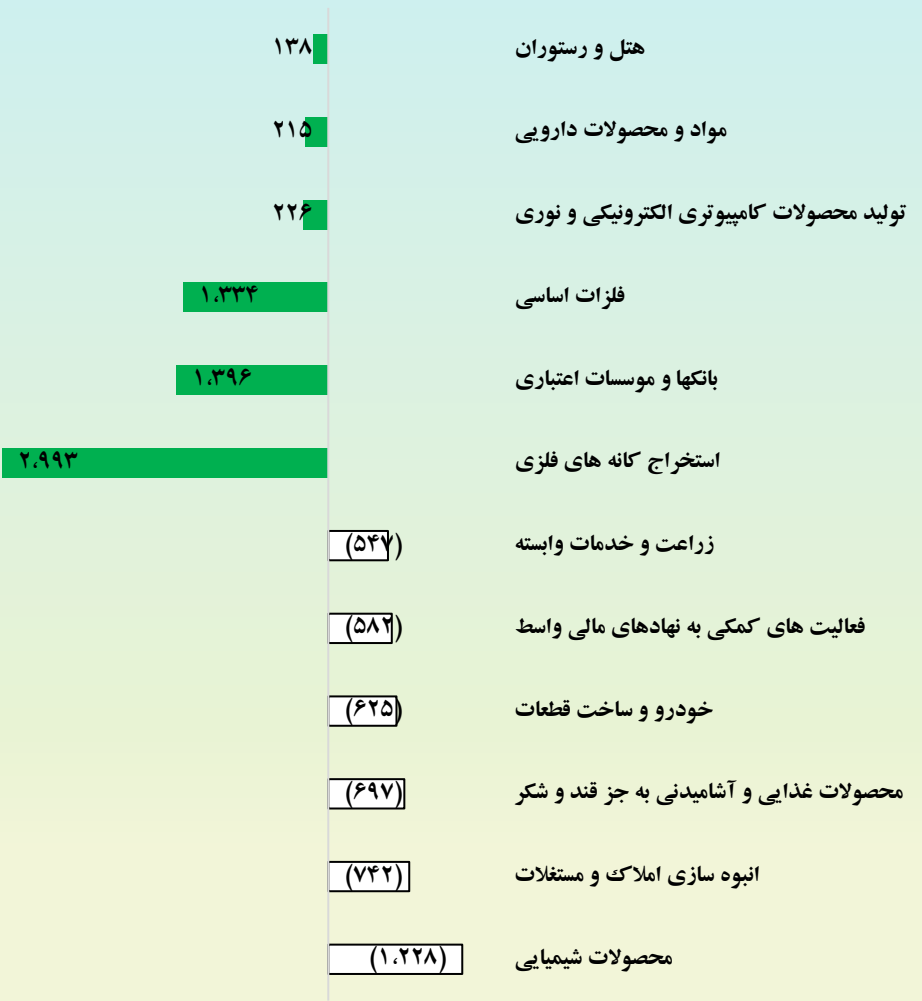 هتل و رستوران ۱۳۸
مواد و محصولات دارویی ۲۱۵
تولید محصولات کامپیوتری الکترونیکی و نوری ۲۲۶
فلزات اساسی ۱،۳۳۴
بانکها و موسسات اعتباری ۱،۳۹۶
استخراج کانه های فلزی ۲،۹۹۳
زراعت و خدمات وابسته (۵۴۷)
فعالیت های کمکی به نهادهای مالی واسط (۵۸۲)
خودرو و ساخت قطعات (۶۲۵)
محصولات غذایی و آشامیدنی به جز قند و شکر (۶۹۷)
انبوه سازی املاک و مستغلات (۷۴۲)
محصولات شیمیایی (۱،۲۲۸)